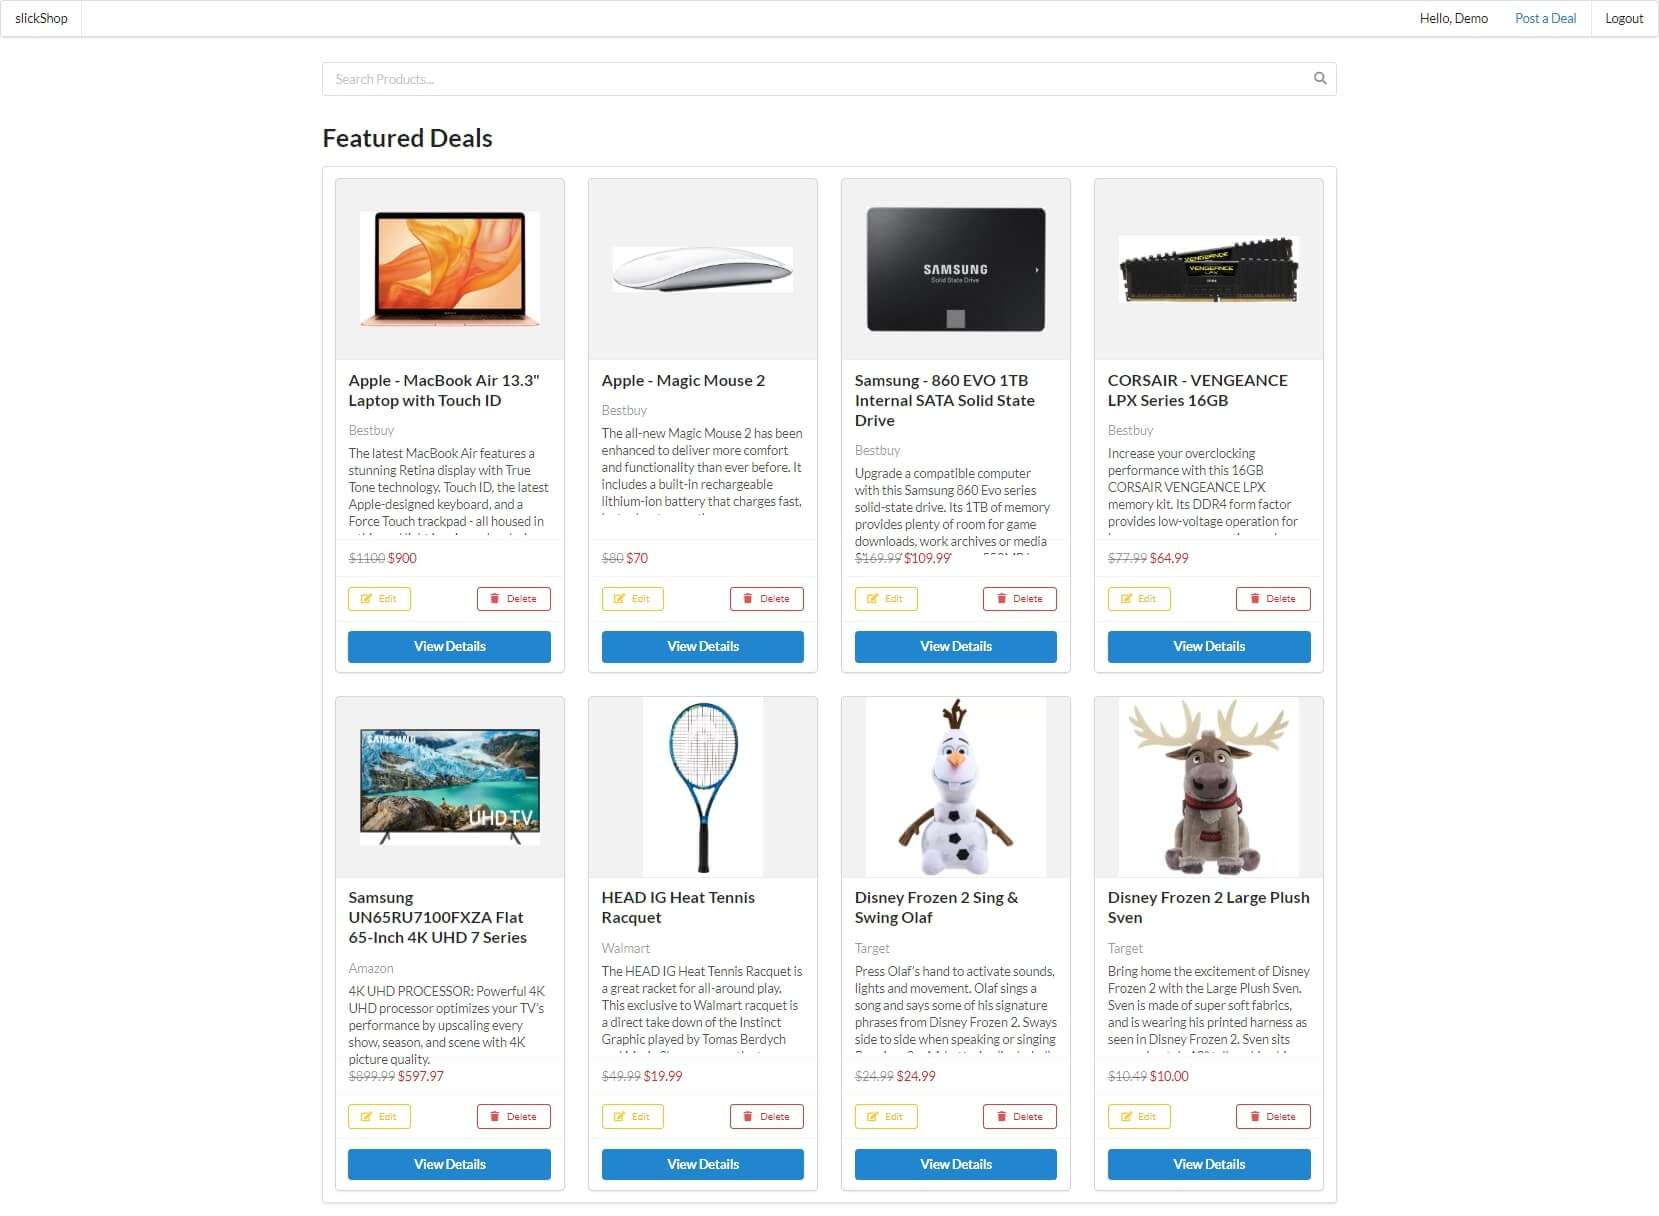 slickShop
Hello, Demo
Post a Deal
Logout
Search Products...
Featured Deals
SAMSUNG
Solid State Drive
VENGEANCE
VENGEANCE
LPX
Apple - MacBook Air 13.3"
Laptop with Touch ID
Bestbuy
The latest MacBook Air features a
stunning Retina display with True
Tone technology, Touch ID, the latest
Apple-designed keyboard, and a
Force Touch trackpad - all housed in
$1100 $900
Edit
Delete
View Details
Apple - Magic Mouse 2
Bestbuy
The all-new Magic Mouse 2 has been
enhanced to deliver more comfort
and functionality than ever before. It
includes a built-in rechargeable
lithium-ion battery that charges fast,
$80 $70
Edit
Delete
View Details
Samsung - 860 EVO 1TB
Internal SATA Solid State
Drive
Bestbuy
Upgrade a compatible computer
with this Samsung 860 Evo series
solid-state drive. Its 1TB of memory
provides plenty of room for game
downloads, work archives or media
$169.99 $109.99
Edit
Delete
View Details
CORSAIR - VENGEANCE
LPX Series 16GB
Bestbuy
Increase your overclocking
performance with this 16GB
CORSAIR VENGEANCE LPX
memory kit. Its DDR4 form factor
provides low-voltage operation for
$77.99 $64.99
Edit
Delete
View Details
SAMSUNG
UHD TV
Samsung
UN65RU7100FXZA Flat
65-Inch 4K UHD 7 Series
Amazon
4K UHD PROCESSOR: Powerful 4K
UHD processor optimizes your TV's
performance by upscaling every
show, season, and scene with 4K
picture quality.
$899.99 $597.97
Edit
Delete
View Details
HEAD IG Heat Tennis
Racquet
Walmart
The HEAD IG Heat Tennis Racquet is
a great racket for all-around play.
This exclusive to Walmart racquet is
a direct take down of the Instinct
Graphic played by Tomas Berdych
$49.99 $19.99
Edit
Delete
View Details
Disney Frozen 2 Sing &
Swing Olaf
Target
Press Olaf's hand to activate sounds,
lights and movement. Olaf sings a
song and says some of his signature
phrases from Disney Frozen 2. Sways
side to side when speaking or singing
$24.99 $24.99
Edit
Delete
View Details
Disney Frozen 2 Large Plush
Sven
Target
Bring home the excitement of Disney
Frozen 2 with the Large Plush Sven.
Sven is made of super soft fabrics,
and is wearing his printed harness as
seen in Disney Frozen 2. Sven sits
$10.49 $10.00
Edit
Delete
View Details